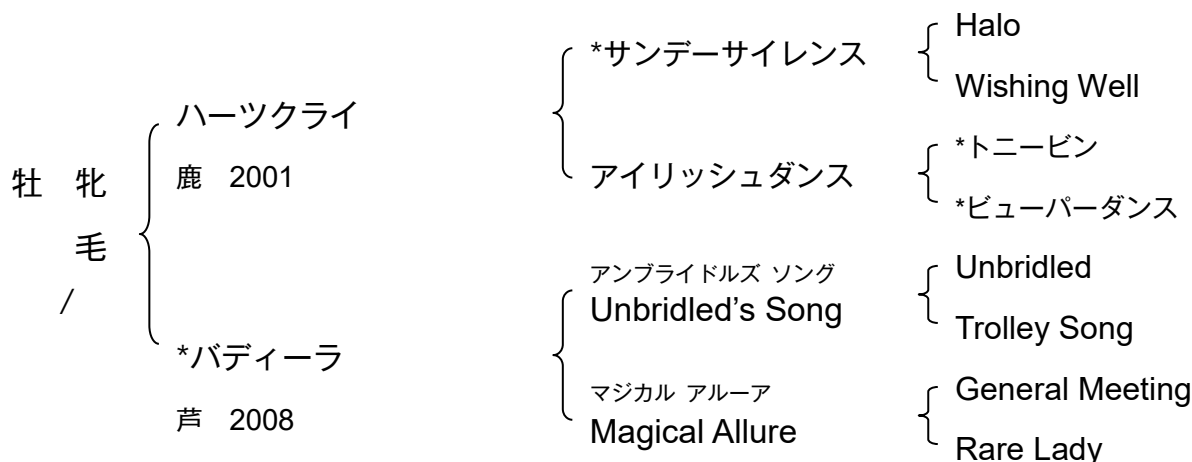 牡 牝
毛
/
ハーツクライ
鹿 2001
*バディーラ
芦 2008
*サンデーサイレンス
アイリッシュダンス
アンブライドルズ ソング
Unbridled's Song
マジカル アルーア
Magical Allure
Halo
Wishing Well
*トニービン
*ビューパーダンス
Unbridled
Trolley Song
General Meeting
Rare Lady